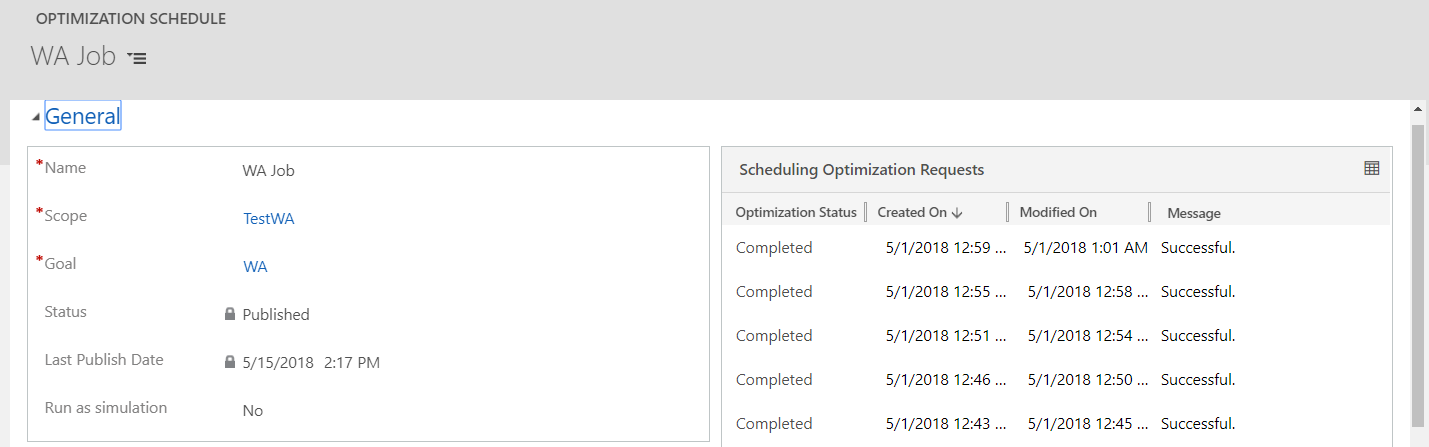 OPTIMIZATION SCHEDULE
WA Job
General
*Name WA Job
*Scope TestWA
*Goal WA
Status Published
Last Publish Date 5/15/2018 2:17 PM
Run as simulation No
Scheduling Optimization Requests
Optimization Status Created On ↓ Modified On Message
Completed 5/1/2018 12:59 ... 5/1/2018 1:01 AM Successful.
Completed 5/1/2018 12:55 ... 5/1/2018 12:58 ... Successful.
Completed 5/1/2018 12:51 ... 5/1/2018 12:54 ... Successful.
Completed 5/1/2018 12:46 ... 5/1/2018 12:50 ... Successful.
Completed 5/1/2018 12:43 ... 5/1/2018 12:45 ... Successful.